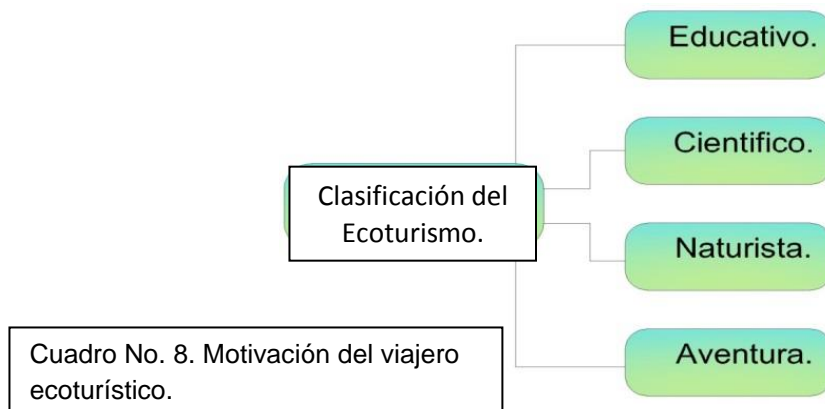 Educativo.
Cientifico.
Clasificación del
Ecoturismo.
Naturista.
Aventura.
Cuadro No. 8. Motivación del viajero
ecoturístico.